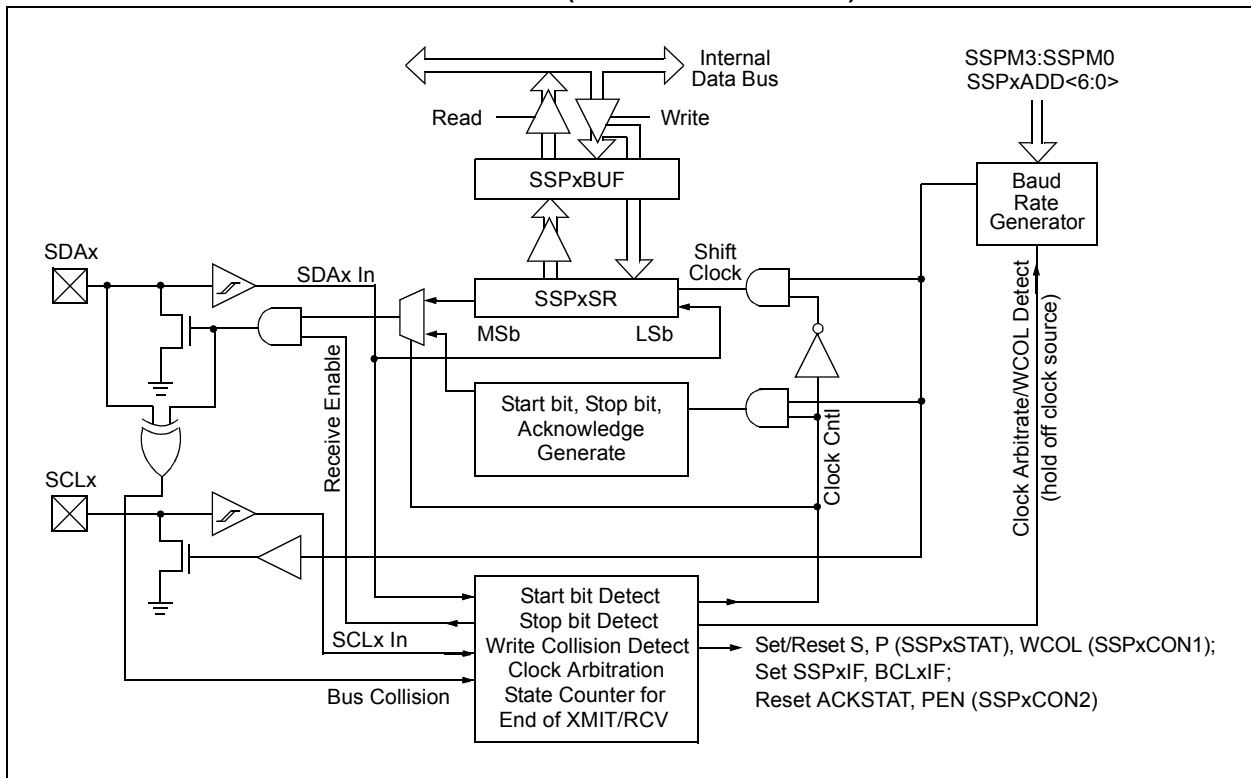 Internal
Data Bus
SSPM3:SSPM0
SSPxADD<6:0>
Read
Write
SSPxBUF
Baud
Rate
Generator
SDAx
SDAx In
Shift
Clock
SSPxSR
MSb
LSb
Receive Enable
Start bit, Stop bit,
Acknowledge
Generate
Clock Cntl
Clock Arbitrate/WCOL Detect
(hold off clock source)
SCLx
SCLx In
Bus Collision
Start bit Detect
Stop bit Detect
Write Collision Detect
Clock Arbitration
State Counter for
End of XMIT/RCV
Set/Reset S, P (SSPxSTAT), WCOL (SSPxCON1);
Set SSPxIF, BCLxIF;
Reset ACKSTAT, PEN (SSPxCON2)